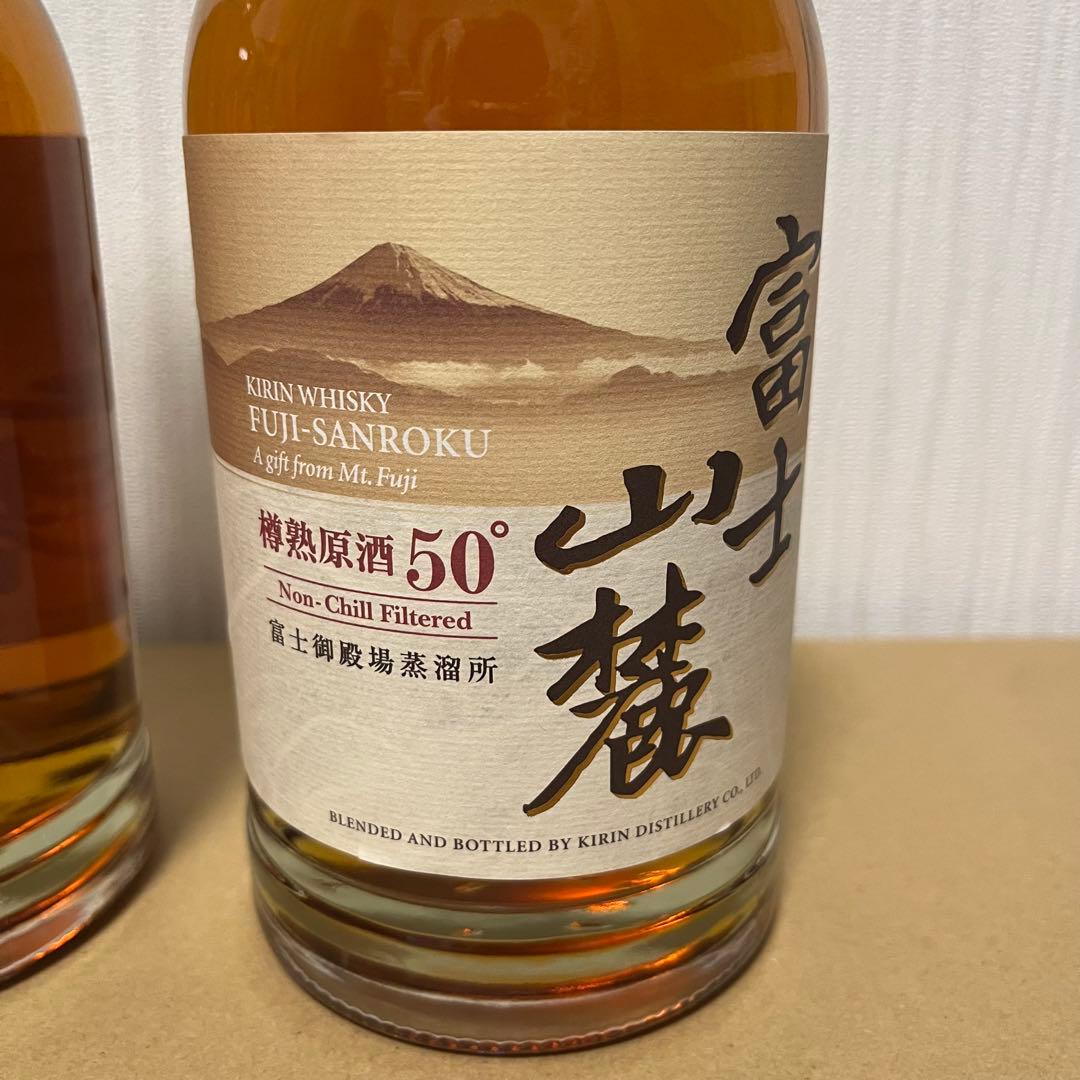 富士
山麓
KIRIN WHISKY
FUJI-SANROKU
A gift from Mt. Fuji
樽熟原酒 50°
Non-Chill Filtered
富士御殿場蒸溜所
BLENDED AND BOTTLED BY KIRIN DISTILLERY CO., LTD.